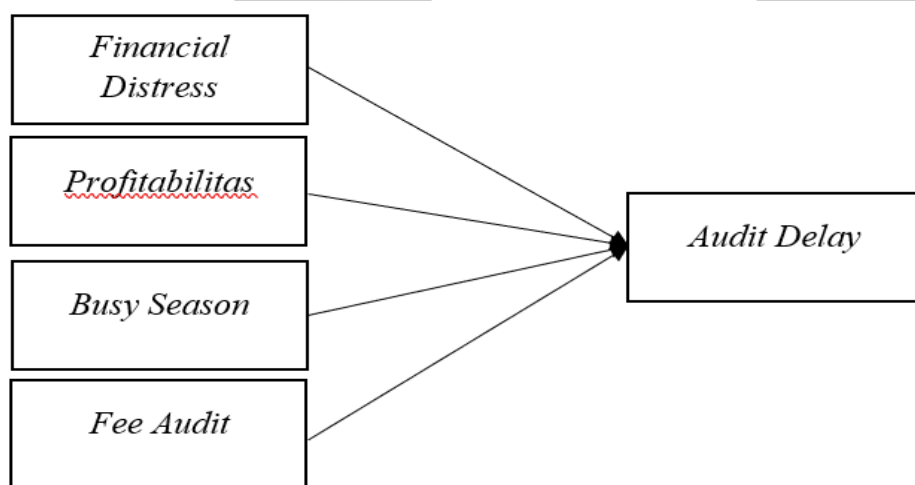 Financial
Distress
Profitabilitas
Audit Delay
Busy Season
Fee Audit